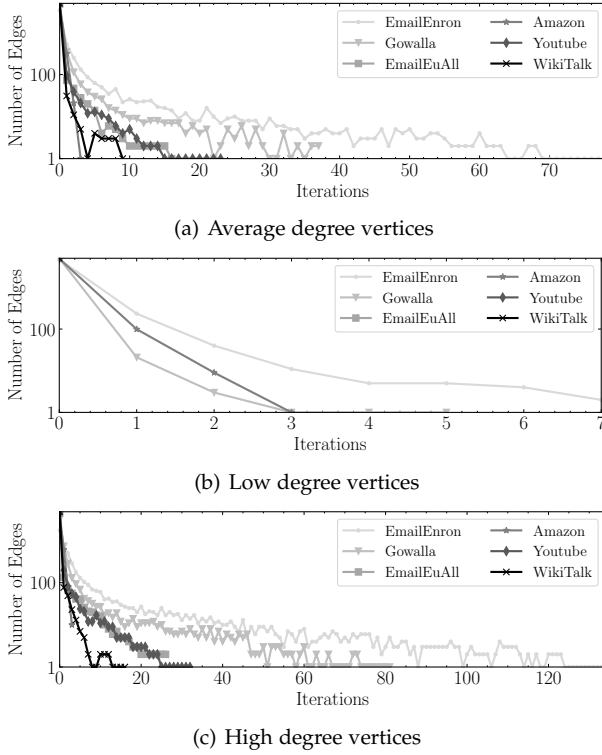 EmailEnron Amazon
Gowalla Youtube
EmailEuAll WikiTalk
Number of Edges
100
1
0 10 20 30 40 50 60 70
Iterations
(a) Average degree vertices
EmailEnron Amazon
Gowalla Youtube
EmailEuAll WikiTalk
Number of Edges
100
1
0 1 2 3 4 5 6 7
Iterations
(b) Low degree vertices
EmailEnron Amazon
Gowalla Youtube
EmailEuAll WikiTalk
Number of Edges
100
1
0 20 40 60 80 100 120
Iterations
(c) High degree vertices